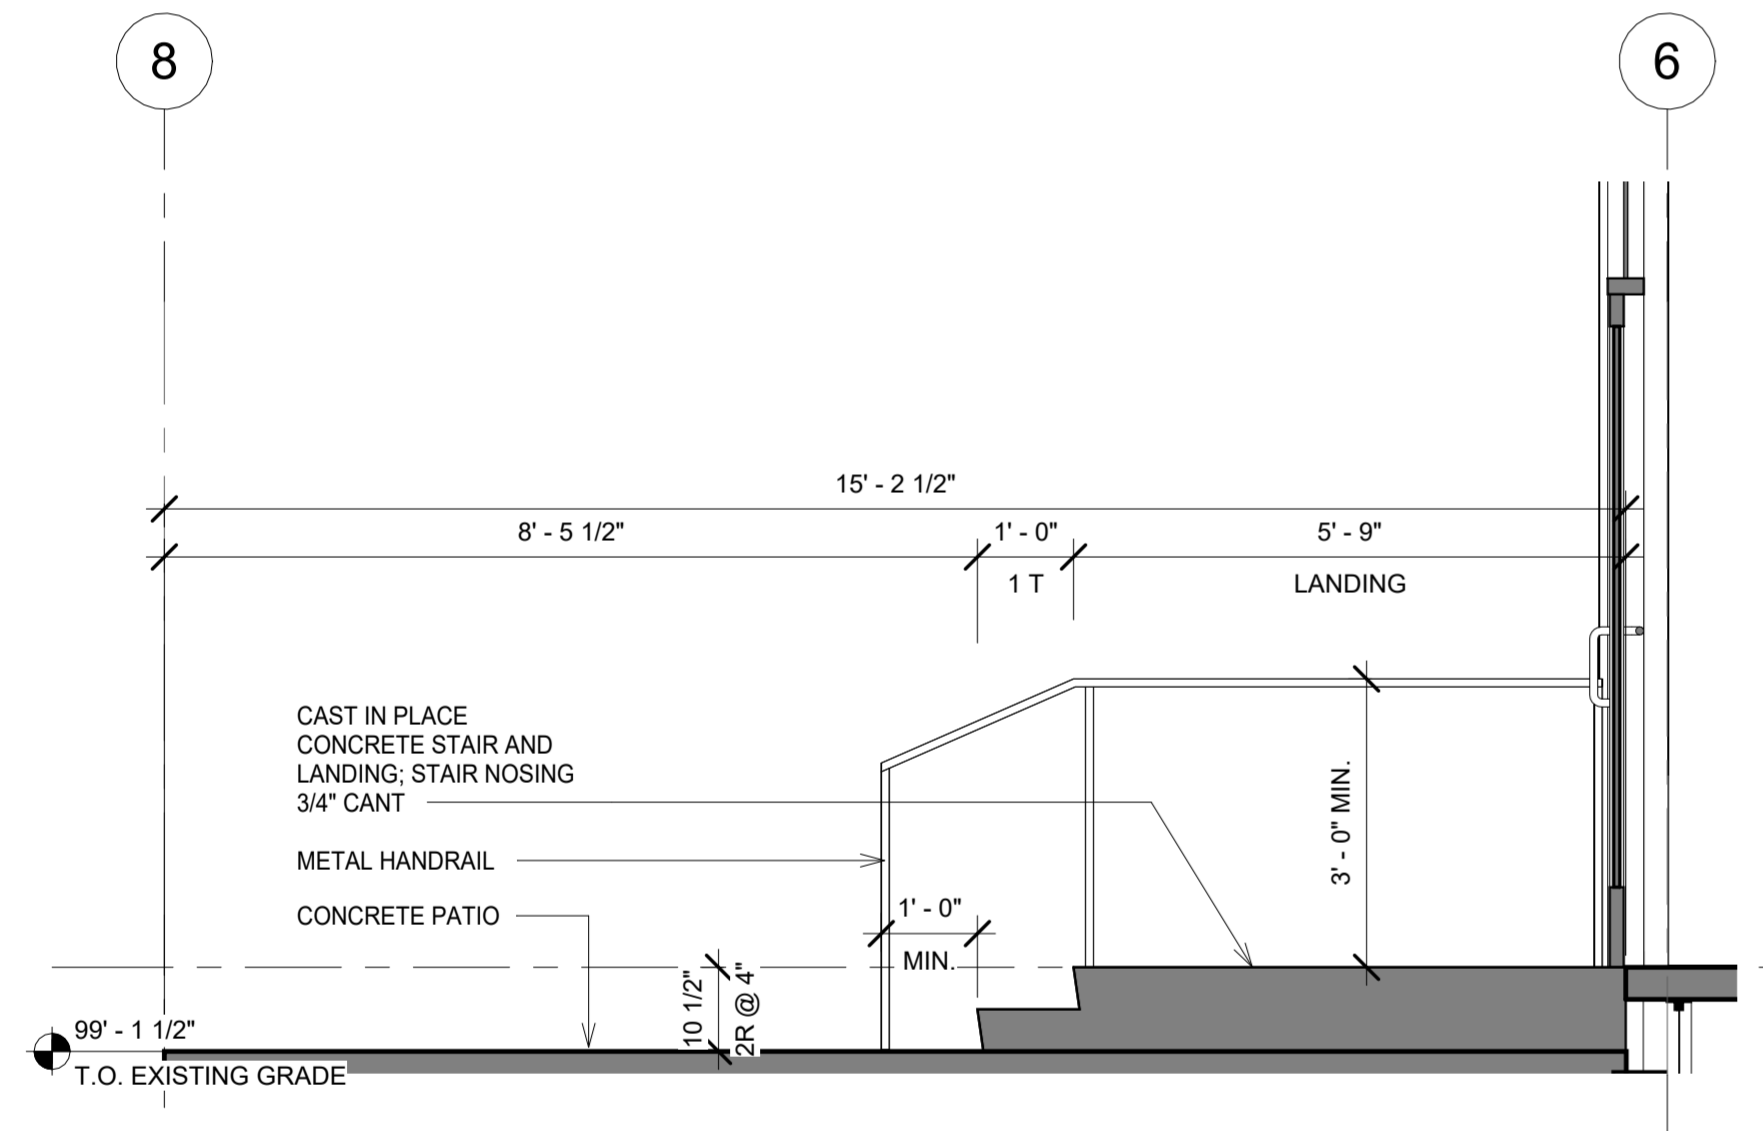 8
6
15' - 2 1/2"
8' - 5 1/2"
1' - 0"
5' - 9"
1 T
LANDING
CAST IN PLACE
CONCRETE STAIR AND
LANDING; STAIR NOSING
3/4" CANT
METAL HANDRAIL
CONCRETE PATIO
1' - 0"
MIN.
3' - 0" MIN.
10 1/2"
2R @ 4"
99' - 1 1/2"
T.O. EXISTING GRADE